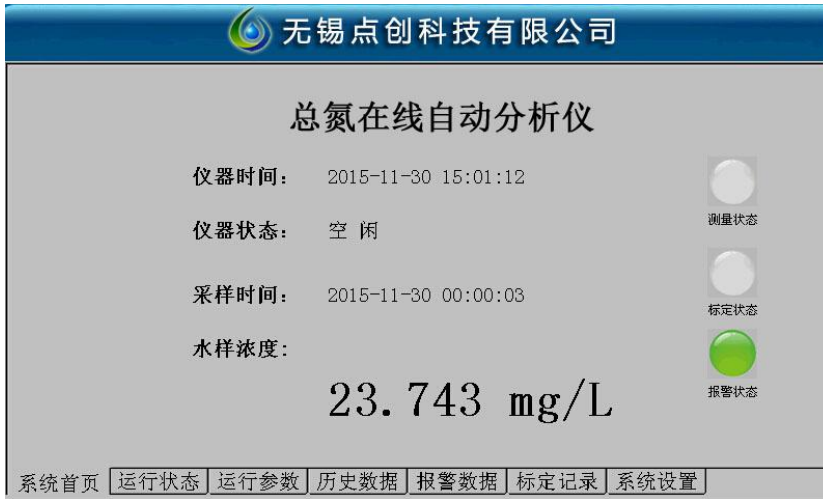 无锡点创科技有限公司
总氮在线自动分析仪
仪器时间: 2015-11-30 15:01:12
测量状态
仪器状态: 空 闲
采样时间: 2015-11-30 00:00:03
标定状态
水样浓度:
23.743 mg/L
报警状态
系统首页 运行状态 运行参数 历史数据 报警数据 标定记录 系统设置